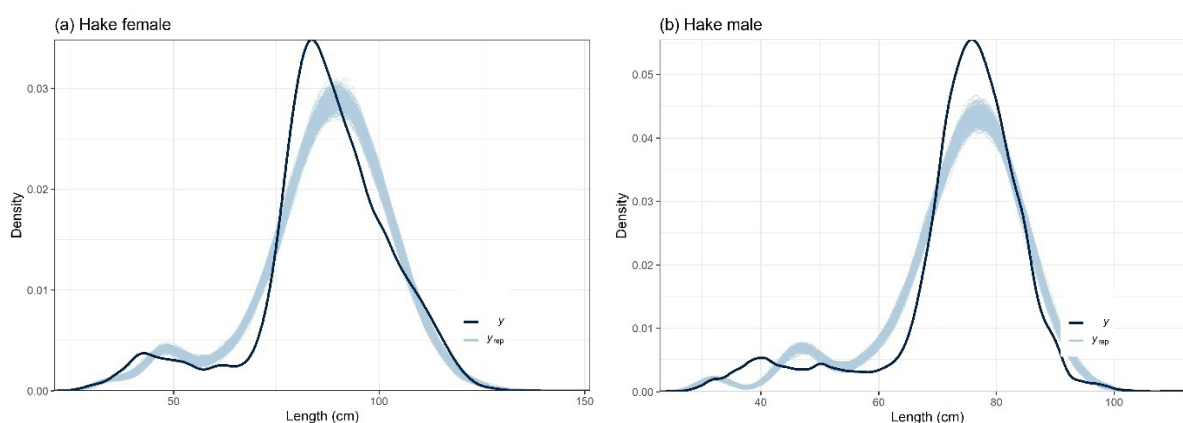 (a) Hake female
0.03
0.02
0.01
0.00
Density
50
100
150
Length (cm)
y
yrep
(b) Hake male
0.05
0.04
0.03
0.02
0.01
0.00
Density
40
60
80
100
Length (cm)
y
yrep